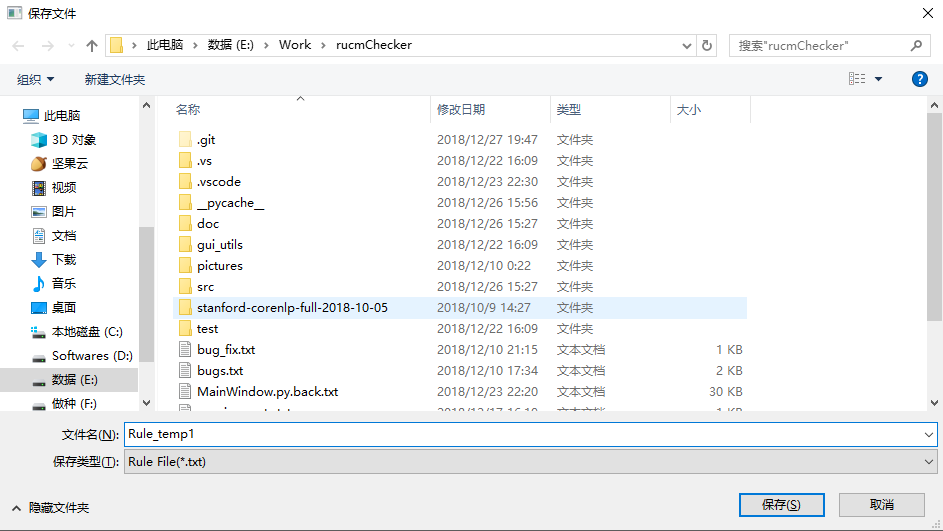 保存文件
此电脑 › 数据 (E:) › Work › rucmChecker
搜索"rucmChecker"
组织
新建文件夹
此电脑
3D 对象
坚果云
视频
图片
文档
下载
音乐
桌面
本地磁盘 (C:)
Softwares (D:)
数据 (E:)
做种 (F:)
名称 修改日期 类型 大小
.git 2018/12/27 19:47 文件夹
.vs 2018/12/22 16:09 文件夹
.vscode 2018/12/23 22:30 文件夹
__pycache__ 2018/12/26 15:56 文件夹
doc 2018/12/26 15:27 文件夹
gui_utils 2018/12/22 16:09 文件夹
pictures 2018/12/10 0:22 文件夹
src 2018/12/26 15:27 文件夹
stanford-corenlp-full-2018-10-05 2018/10/9 14:27 文件夹
test 2018/12/22 16:09 文件夹
bug_fix.txt 2018/12/10 21:15 文本文档 1 KB
bugs.txt 2018/12/10 17:34 文本文档 2 KB
MainWindow.py.back.txt 2018/12/23 22:20 文本文档 30 KB
文件名(N): Rule_temp1
保存类型(T): Rule File(*.txt)
隐藏文件夹
保存(S)
取消